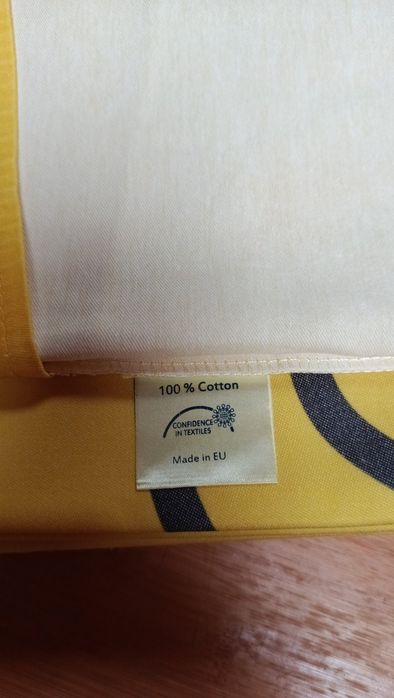 100 % Cotton
CONFIDENCE
IN TEXTILES
Made in EU